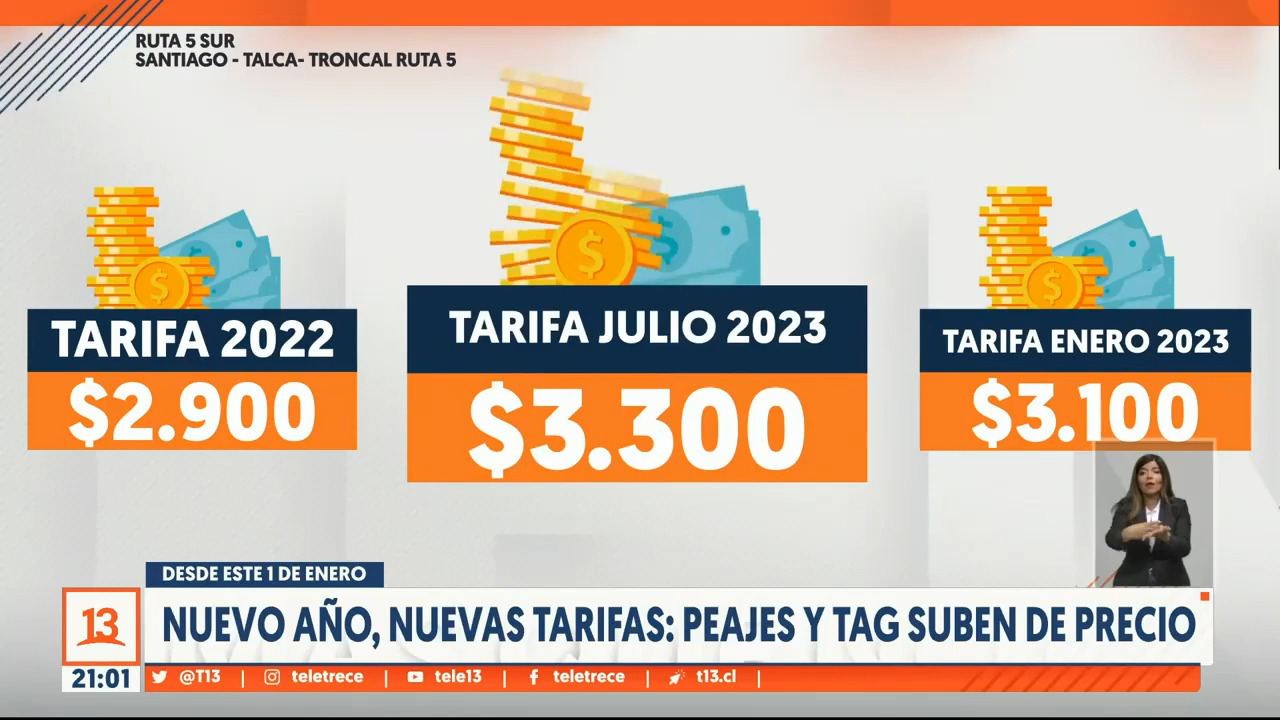 RUTA 5 SUR
SANTIAGO - TALCA- TRONCAL RUTA 5
TARIFA 2022
$2.900
TARIFA JULIO 2023
$3.300
TARIFA ENERO 2023
$3.100
DESDE ESTE 1 DE ENERO
13
NUEVO AÑO, NUEVAS TARIFAS: PEAJES Y TAG SUBEN DE PRECIO
21:01 @T13 | teletrece | tele13 | teletrece | t13.cl |